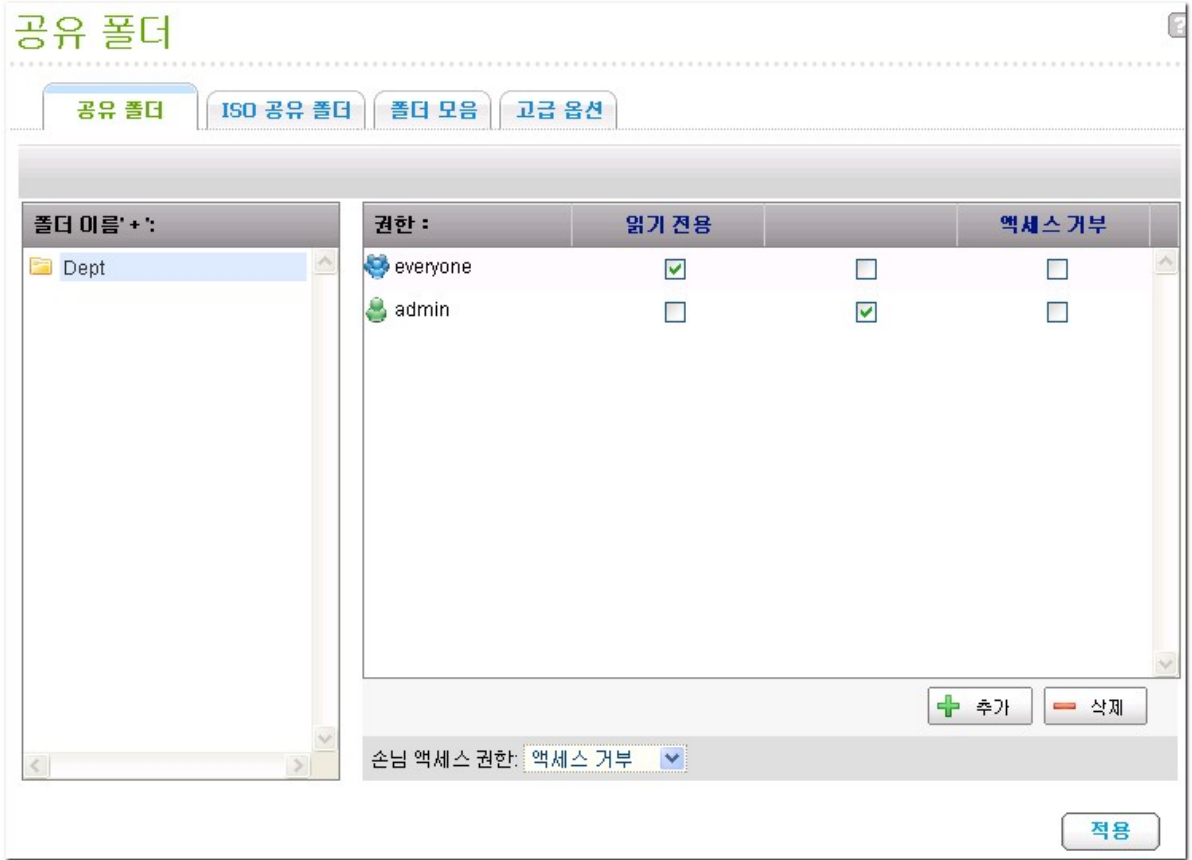 공유 폴더
공유 폴더 ISO 공유 폴더 폴더 모음 고급 옵션
폴더 이름' + ':
Dept
권한 : 읽기 전용 액세스 거부
everyone
admin
추가 삭제
손님 액세스 권한: 액세스 거부
적용